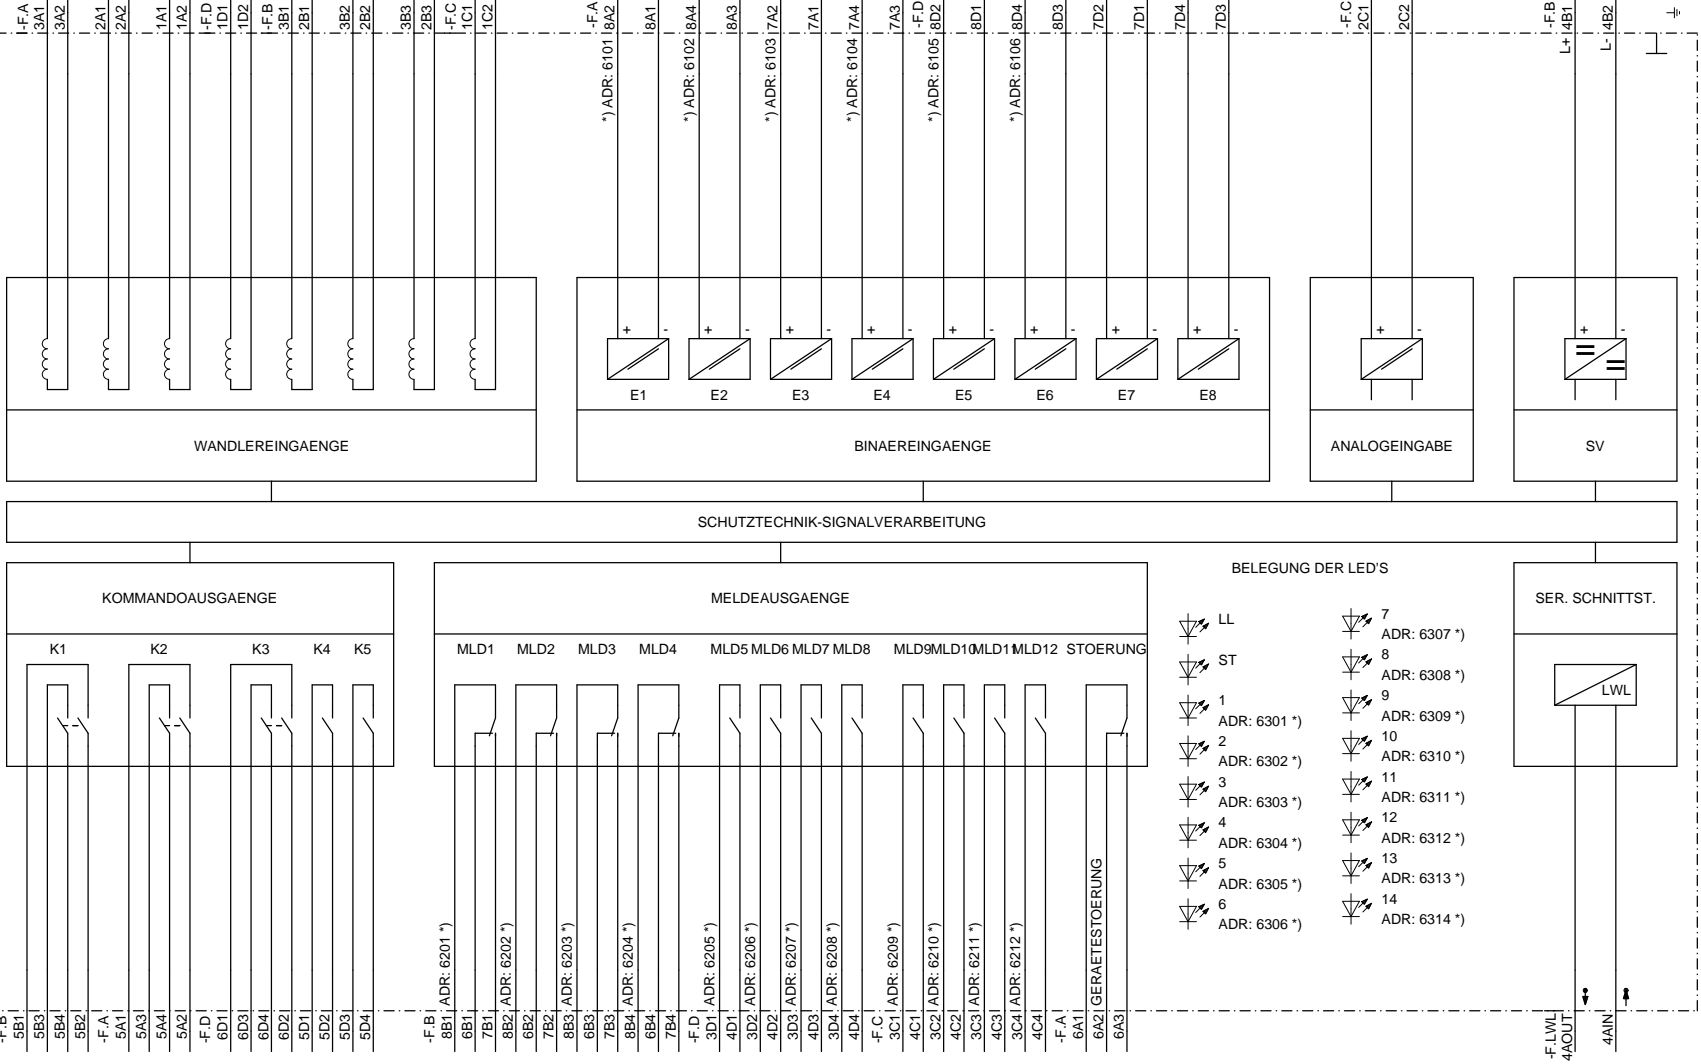 -F.A
3A1
3A2
2A1
2A2
1A1
1A2
-F.D
1D1
1D2
-F.B
3B1
2B1
3B2
2B2
3B3
2B3
-F.C
1C1
1C2
-F.A
8A2
*) ADR: 6101
8A1
8A4
*) ADR: 6102
8A3
7A2
*) ADR: 6103
7A1
7A4
*) ADR: 6104
7A3
-F.D
8D2
*) ADR: 6105
8D1
8D4
*) ADR: 6106
8D3
7D2
7D1
7D4
7D3
-F.C
2C1
2C2
-F.B
4B1
L+
4B2
L-
+ - + - + - + - + - + - + - + - + - + -
E1 E2 E3 E4 E5 E6 E7 E8
WANDLEREINGAENGE
BINAEREINGAENGE
ANALOGEINGABE
SV
SCHUTZTECHNIK-SIGNALVERARBEITUNG
KOMMANDOAUSGAENGE
K1 K2 K3 K4 K5
MELDEAUSGAENGE
MLD1 MLD2 MLD3 MLD4 MLD5 MLD6 MLD7 MLD8 MLD9 MLD10 MLD11 MLD12 STOERUNG
BELEGUNG DER LED'S
LL
ST
1
ADR: 6301 *)
2
ADR: 6302 *)
3
ADR: 6303 *)
4
ADR: 6304 *)
5
ADR: 6305 *)
6
ADR: 6306 *)
7
ADR: 6307 *)
8
ADR: 6308 *)
9
ADR: 6309 *)
10
ADR: 6310 *)
11
ADR: 6311 *)
12
ADR: 6312 *)
13
ADR: 6313 *)
14
ADR: 6314 *)
SER. SCHNITTST.
LWL
-F.B
5B1
5B3
5B4
5B2
-F.A
5A1
5A3
5A4
5A2
-F.D
6D1
6D3
6D4
6D2
5D1
5D2
5D3
5D4
-F.B
8B1
ADR: 6201 *)
6B1
7B1
8B2
ADR: 6202 *)
6B2
7B2
8B3
ADR: 6203 *)
6B3
7B3
8B4
ADR: 6204 *)
6B4
7B4
-F.D
3D1
ADR: 6205 *)
4D1
3D2
ADR: 6206 *)
4D2
3D3
ADR: 6207 *)
4D3
3D4
ADR: 6208 *)
4D4
-F.C
3C1
ADR: 6209 *)
4C1
3C2
ADR: 6210 *)
4C2
3C3
ADR: 6211 *)
4C3
3C4
ADR: 6212 *)
4C4
-F.A
6A1
6A2
GERAETESTOERUNG
6A3
-F.LWL
4AOUT
4AIN